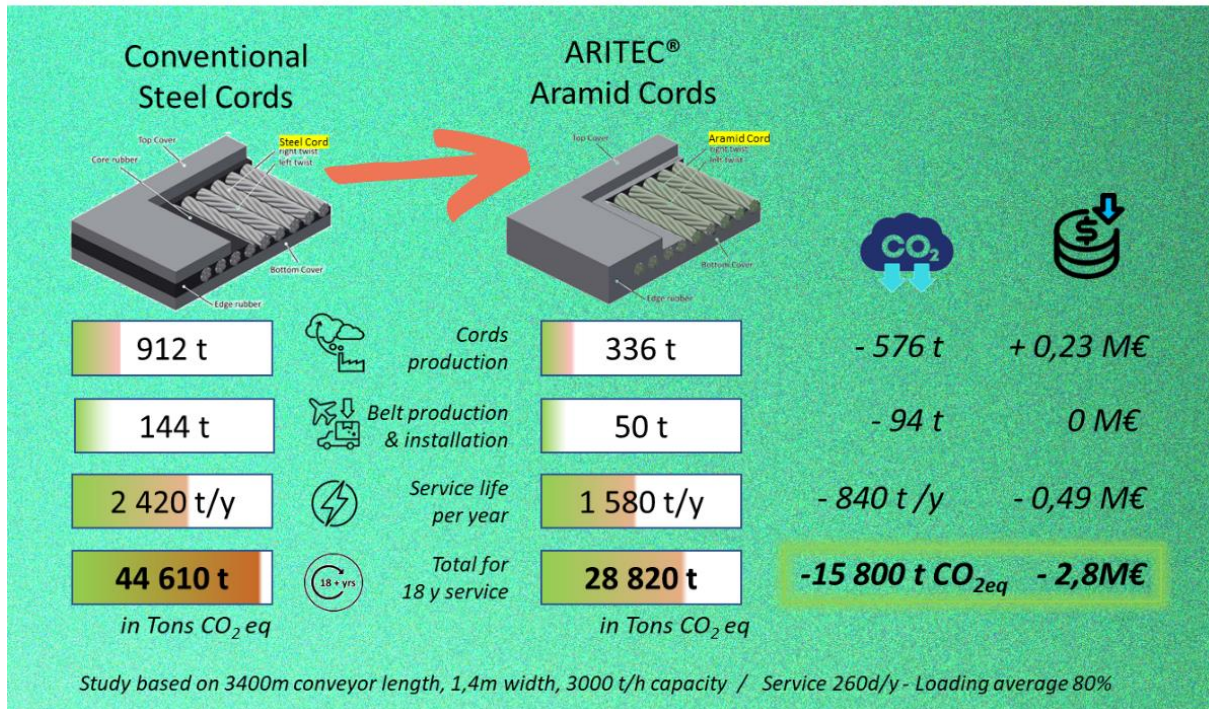 Conventional
Steel Cords
ARITEC®
Aramid Cords
Top Cover
Steel Cord
right twist
left twist
Core rubber
Bottom Cover
Edge rubber
Top Cover
Aramid Cord
right twist
left twist
Bottom Cover
Edge rubber
CO₂
$
912 t
Cords
production
336 t
- 576 t
+ 0,23 M€
144 t
Belt production
& installation
50 t
- 94 t
0 M€
2 420 t/y
Service life
per year
1 580 t/y
- 840 t /y
- 0,49 M€
44 610 t
18 + yrs
Total for
18 y service
28 820 t
-15 800 t CO₂eq
- 2,8M€
in Tons CO₂ eq
in Tons CO₂ eq
Study based on 3400m conveyor length, 1,4m width, 3000 t/h capacity / Service 260d/y - Loading average 80%